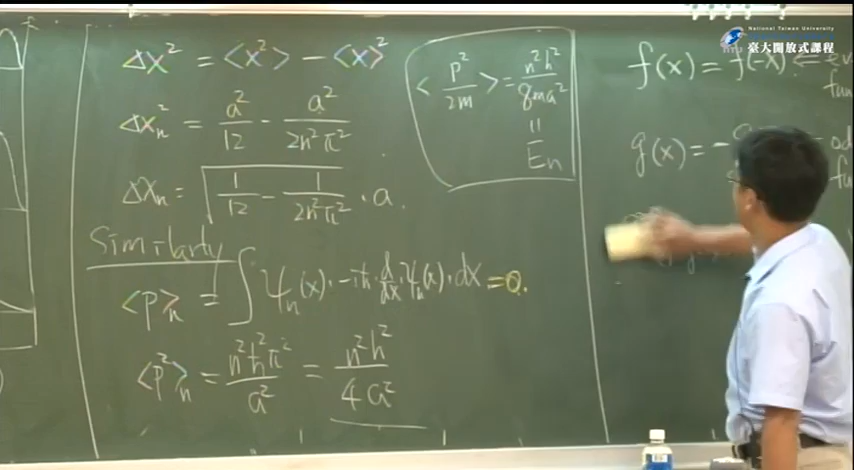 Δx² = <x²> - <x>²
Δxₙ² = a²/12 - a²/2n²π²
Δxₙ = √(1/12 - 1/2n²π²) · a.
Similarly
<p>ₙ = ∫ψₙ(x)· -iħ · d/dx · ψₙ(x) · dx = 0.
<p²>ₙ = n²ħ²π²/a² = n²h²/4a²
<p²/2m> = n²h²/8ma²
=
Eₙ
f(x) = f(-x) ⇐
g(x) = -
National Taiwan University
臺大開放式課程